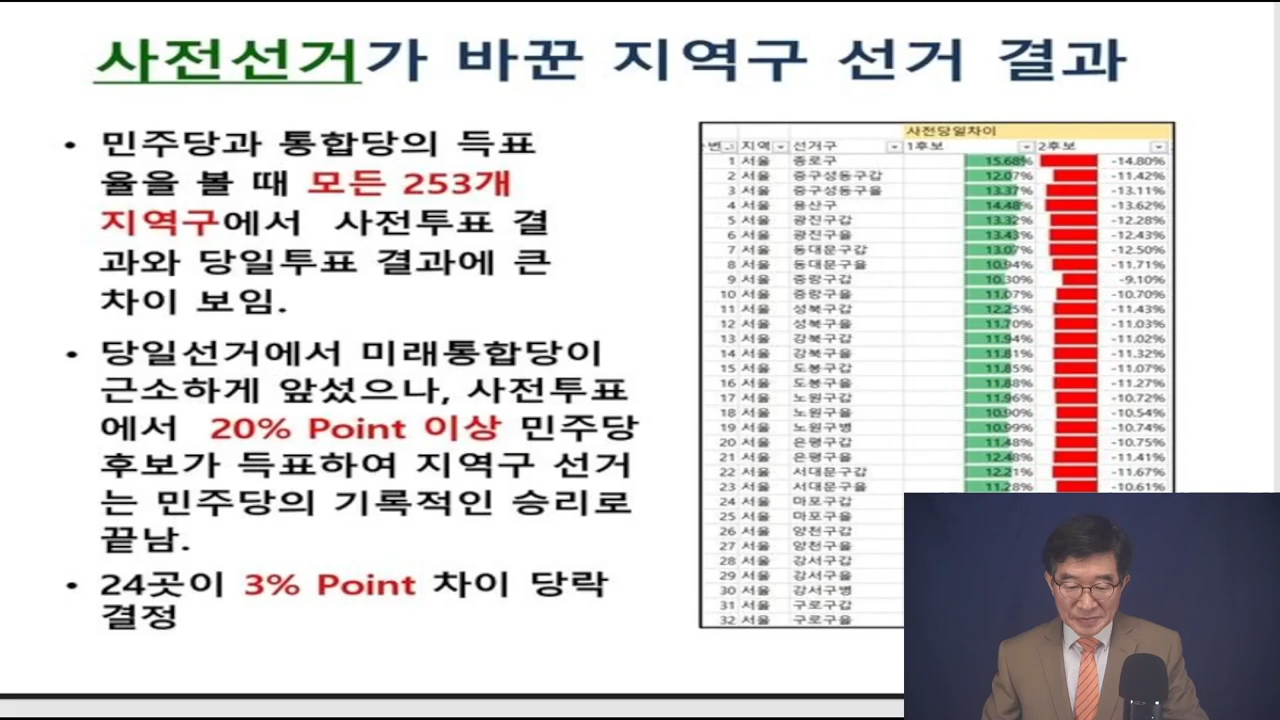 사전선거가 바꾼 지역구 선거 결과
• 민주당과 통합당의 득표
율을 볼 때 모든 253개
지역구에서 사전투표 결
과와 당일투표 결과에 큰
차이 보임.
• 당일선거에서 미래통합당이
근소하게 앞섰으나, 사전투표
에서 20% Point 이상 민주당
후보가 득표하여 지역구 선거
는 민주당의 기록적인 승리로
끝남.
• 24곳이 3% Point 차이 당락
결정
사전당일차이
지역 선거구 1후보 2후보
1 서울 종로구 15.68% -14.80%
2 서울 중구성동구갑 12.07% -11.42%
3 서울 중구성동구을 13.37% -13.11%
4 서울 용산구 14.48% -13.62%
5 서울 광진구갑 13.32% -12.28%
6 서울 광진구을 13.43% -12.43%
7 서울 동대문구갑 13.07% -12.50%
8 서울 동대문구을 10.94% -11.71%
9 서울 중랑구갑 10.30% -9.10%
10 서울 중랑구을 11.07% -10.70%
11 서울 성북구갑 12.25% -11.43%
12 서울 성북구을 11.70% -11.03%
13 서울 강북구갑 11.94% -11.02%
14 서울 강북구을 11.81% -11.32%
15 서울 도봉구갑 11.85% -11.07%
16 서울 도봉구을 11.88% -11.27%
17 서울 노원구갑 11.96% -10.72%
18 서울 노원구을 10.90% -10.54%
19 서울 노원구병 10.99% -10.74%
20 서울 은평구갑 11.48% -10.75%
21 서울 은평구을 12.48% -11.41%
22 서울 서대문구갑 12.21% -11.67%
23 서울 서대문구을 11.28% -10.61%
24 서울 마포구갑
25 서울 마포구을
26 서울 양천구갑
27 서울 양천구을
28 서울 강서구갑
29 서울 강서구을
30 서울 강서구병
31 서울 구로구갑
32 서울 구로구을